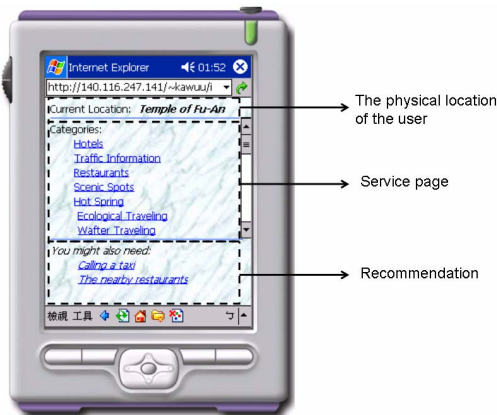 Internet Explorer 01:52
http://140.116.247.141/~kawuu/i
Current Location: Temple of Fu-An
Categories:
Hotels
Traffic Information
Restaurants
Scenic Spots
Hot Spring
Ecological Traveling
Wafter Traveling
You might also need:
Calling a taxi
The nearby restaurants
檢視 工具 ㄅ
The physical location
of the user
Service page
Recommendation